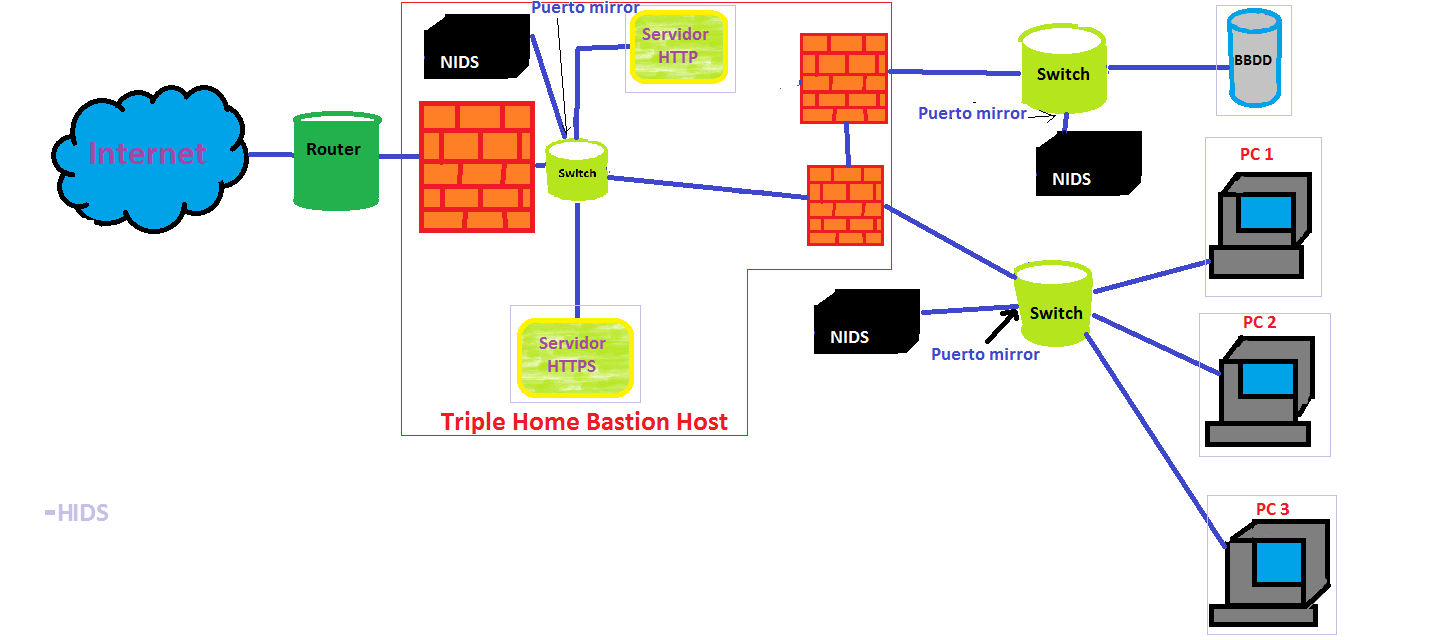 Puerto mirror
NIDS
Servidor
HTTP
Internet
Router
Switch
Servidor
HTTPS
Triple Home Bastion Host
Switch
BBDD
Puerto mirror
NIDS
PC 1
Switch
NIDS
Puerto mirror
PC 2
PC 3
-HIDS